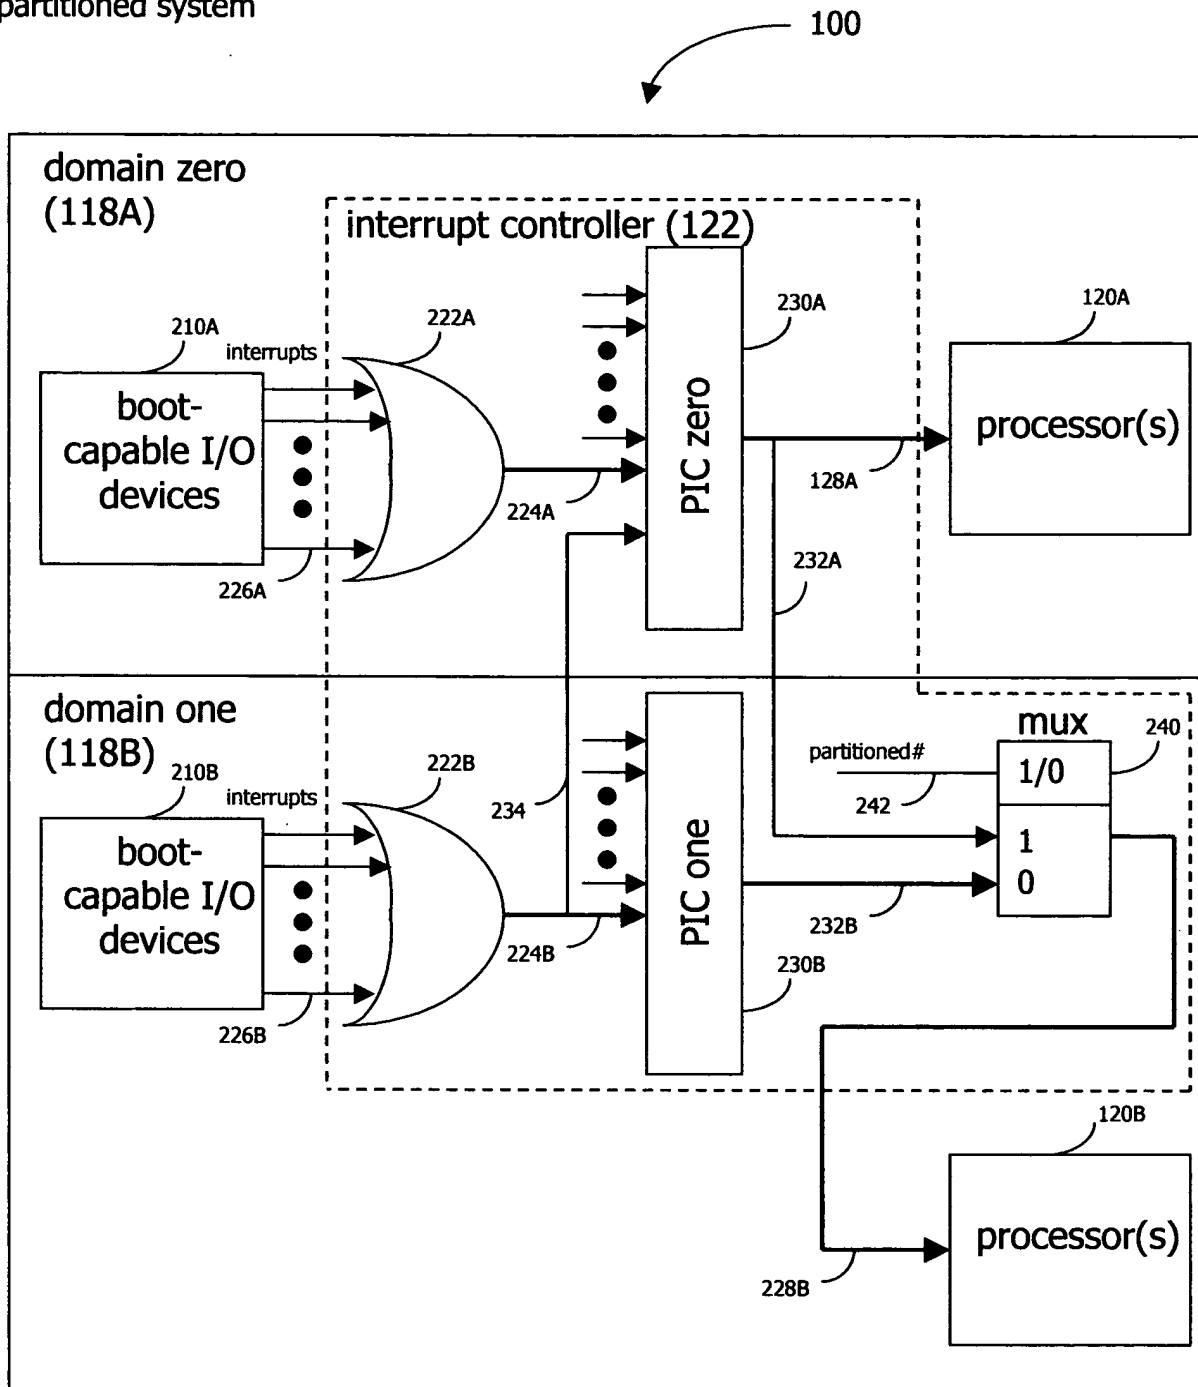 partitioned system
100
domain zero
(118A)
interrupt controller (122)
210A
interrupts
222A
230A
120A
boot-
capable I/O
devices
PIC zero
processor(s)
224A
128A
226A
232A
domain one
(118B)
mux
240
210B
interrupts
222B
234
partitioned#
242
1/0
1
0
boot-
capable I/O
devices
PIC one
224B
232B
230B
226B
120B
processor(s)
228B